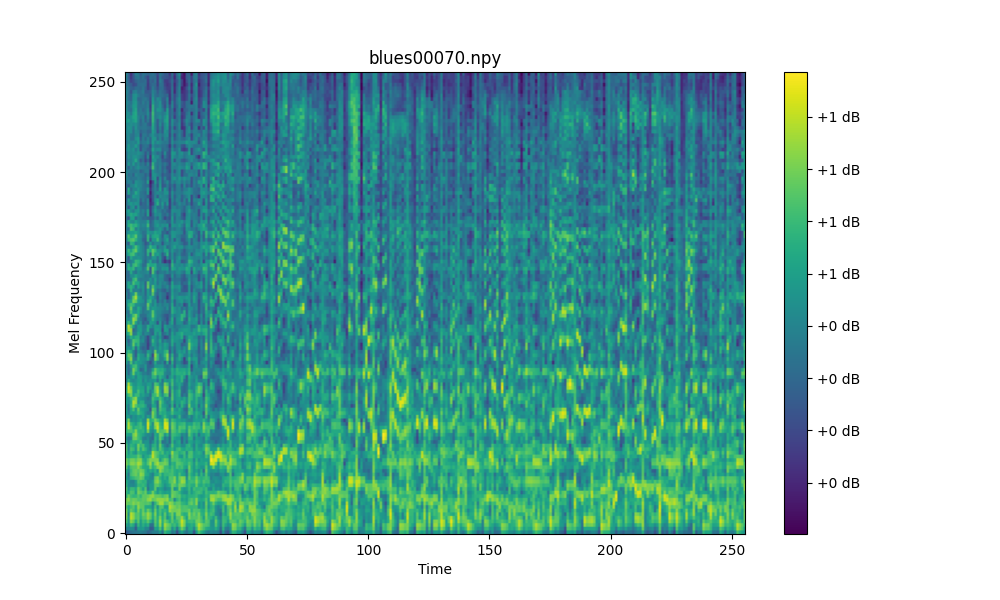 blues00070.npy
250
200
150
100
50
0
Mel Frequency
0 50 100 150 200 250
Time
+1 dB
+1 dB
+1 dB
+1 dB
+0 dB
+0 dB
+0 dB
+0 dB